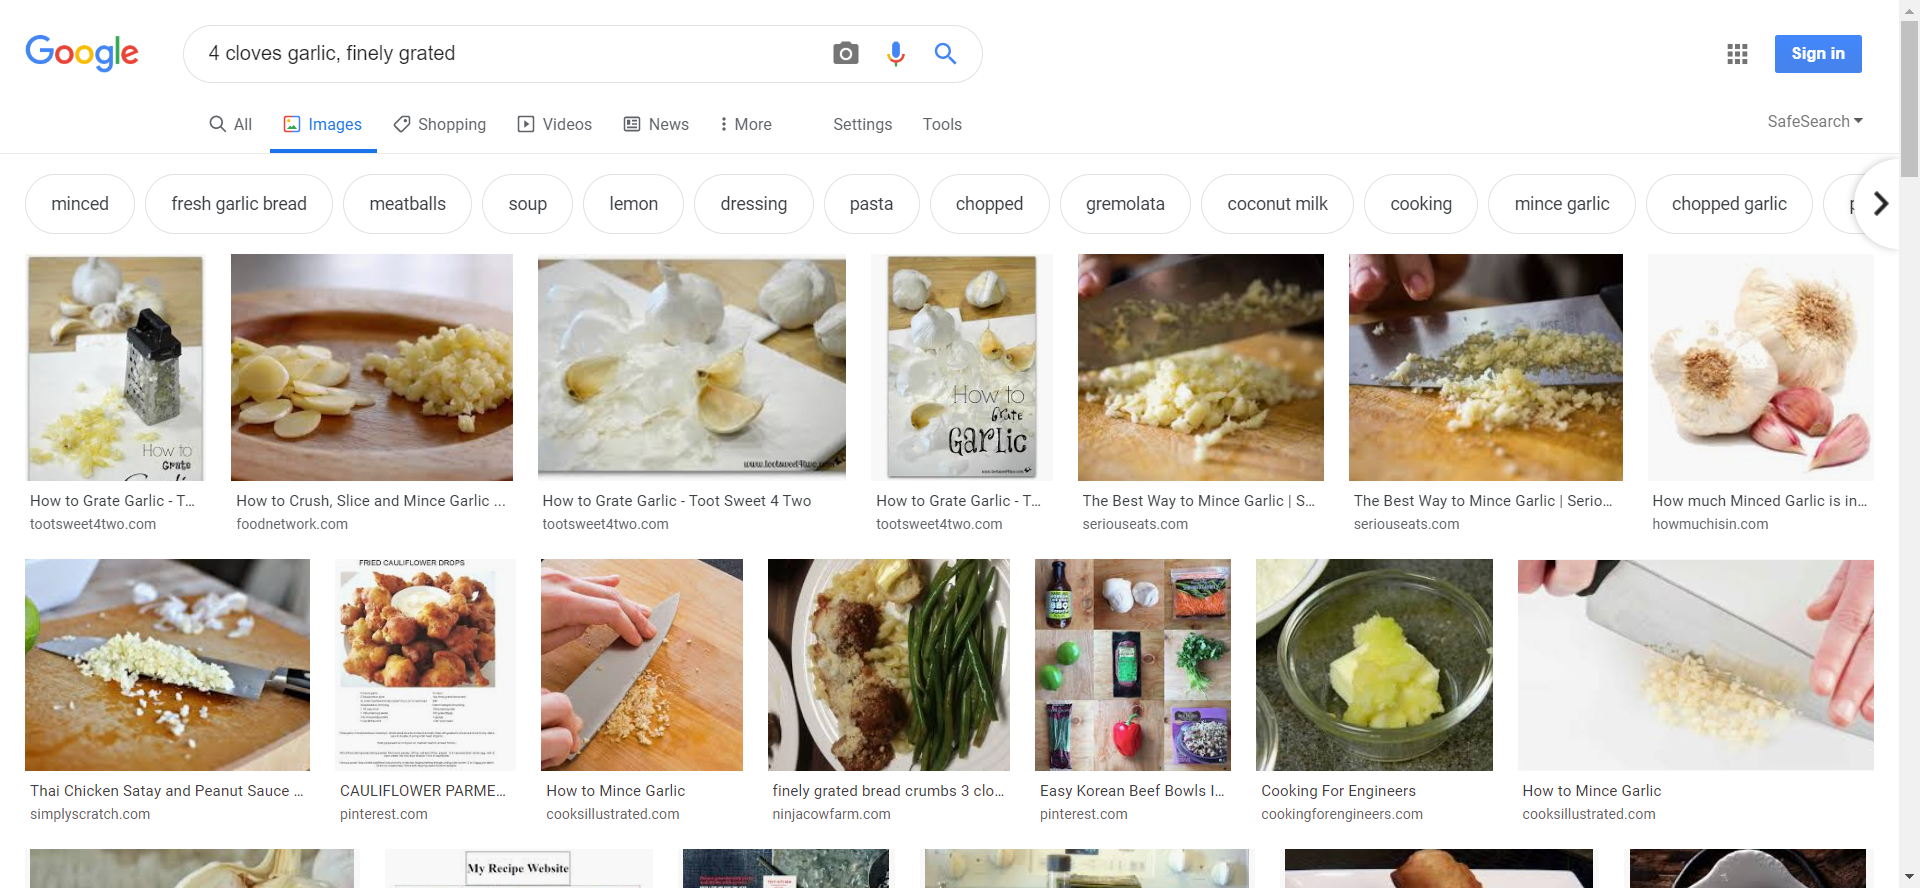 Google
4 cloves garlic, finely grated
Sign in
All Images Shopping Videos News More Settings Tools
SafeSearch
minced fresh garlic bread meatballs soup lemon dressing pasta chopped gremolata coconut milk cooking mince garlic chopped garlic
How to
Grate
www.tootsweet4two.com
How to
Grate
GARLIC
www.tootsweet4two.com
How to Grate Garlic - T...
tootsweet4two.com
How to Crush, Slice and Mince Garlic ...
foodnetwork.com
How to Grate Garlic - Toot Sweet 4 Two
tootsweet4two.com
How to Grate Garlic - T...
tootsweet4two.com
The Best Way to Mince Garlic | S...
seriouseats.com
The Best Way to Mince Garlic | Serio...
seriouseats.com
How much Minced Garlic is in...
howmuchisin.com
FRIED CAULIFLOWER DROPS
BBQ
Thai Chicken Satay and Peanut Sauce ...
simplyscratch.com
CAULIFLOWER PARME...
pinterest.com
How to Mince Garlic
cooksillustrated.com
finely grated bread crumbs 3 clo...
ninjacowfarm.com
Easy Korean Beef Bowls I...
pinterest.com
Cooking For Engineers
cookingforengineers.com
How to Mince Garlic
cooksillustrated.com
My Recipe Website